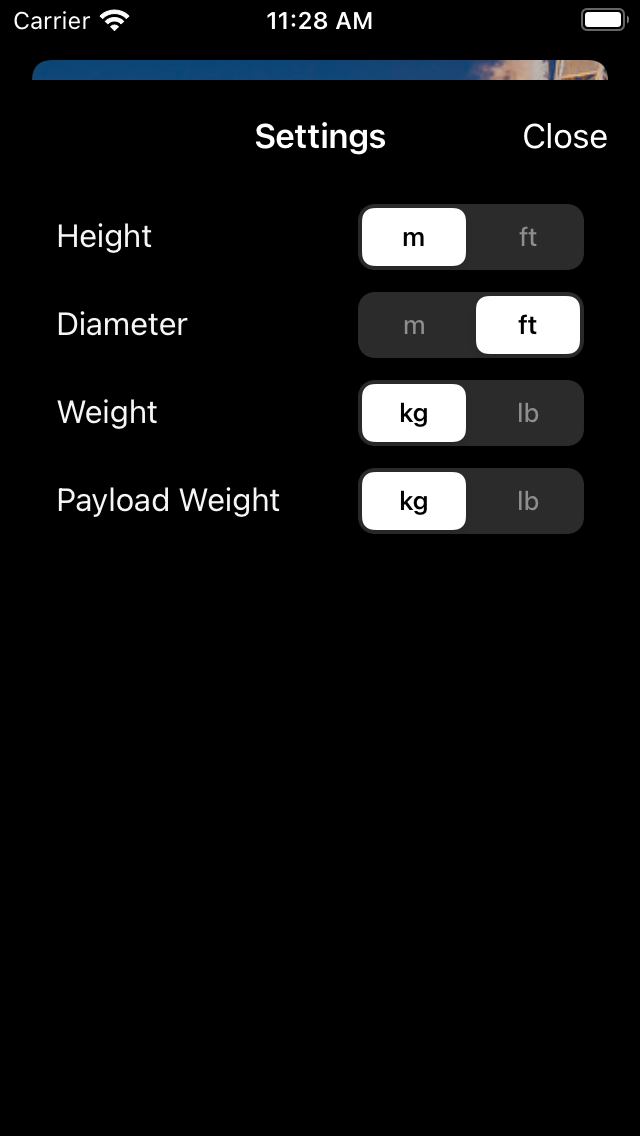 Carrier 11:28 AM
Settings Close
Height m ft
Diameter m ft
Weight kg lb
Payload Weight kg lb